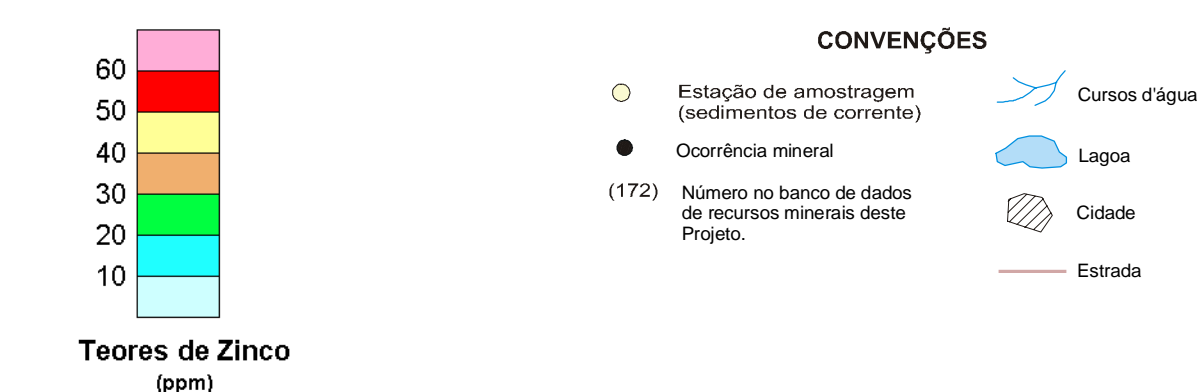 60
50
40
30
20
10
Teores de Zinco
(ppm)
CONVENÇÕES
Estação de amostragem
(sedimentos de corrente)
Ocorrência mineral
(172) Número no banco de dados
de recursos minerais deste
Projeto.
Cursos d'água
Lagoa
Cidade
Estrada